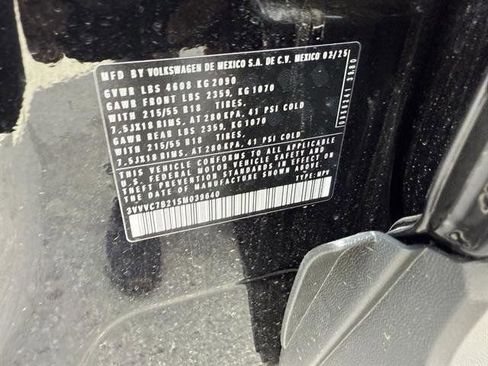 MFD BY VOLKSWAGEN DE MEXICO S.A. DE C.V. MEXICO 03/25
GVWR LBS 4608 KG 2090
GAWR FRONT LBS 2359, KG 1070
WITH 215/55 R18 TIRES,
7,5JX18 RIMS, AT 280 KPA, 41 PSI COLD
GAWR REAR LBS 2359, KG 1070
WITH 215/55 R18 TIRES,
7,5JX18 RIMS, AT 280 KPA, 41 PSI COLD
THIS VEHICLE CONFORMS TO ALL APPLICABLE
U.S. FEDERAL MOTOR VEHICLE SAFETY AND
THEFT PREVENTION STANDARDS IN EFFECT ON
THE DATE OF MANUFACTURE SHOWN ABOVE.
TYPE: MPV